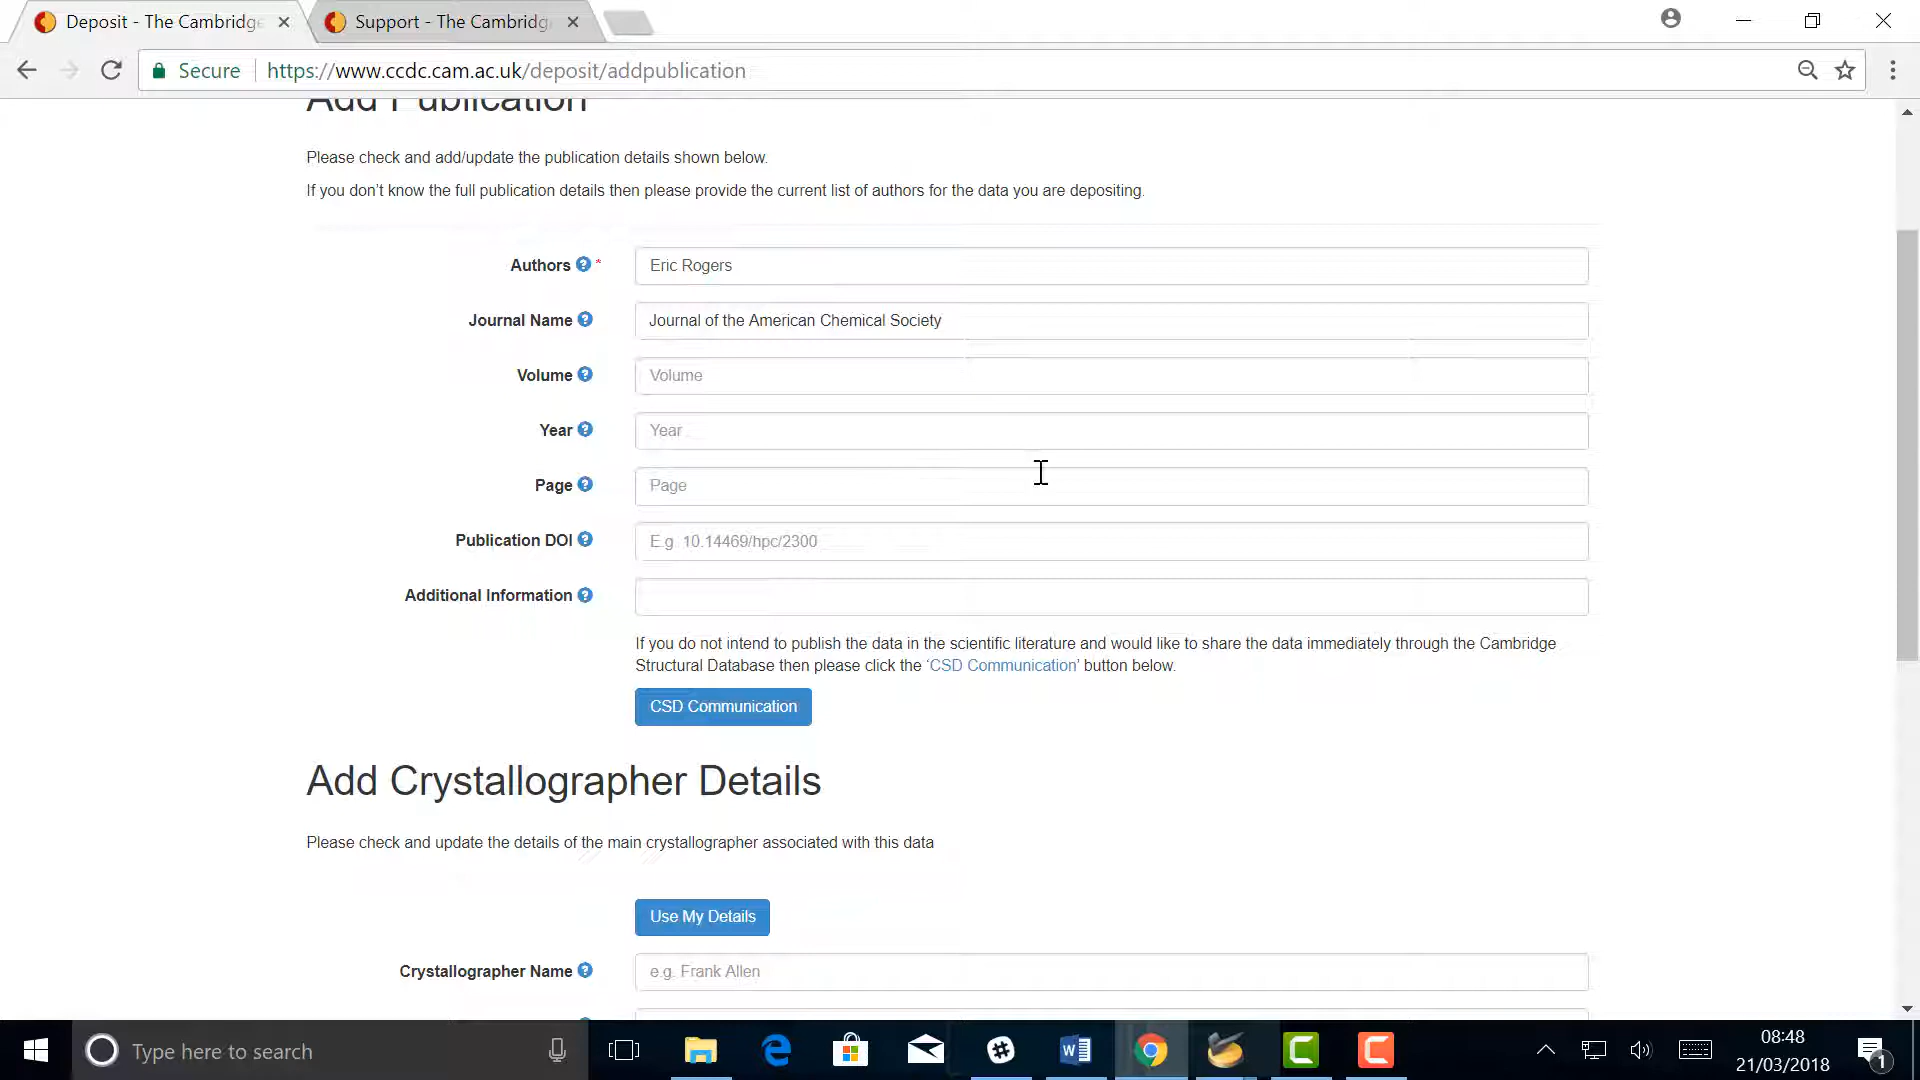 Deposit - The Cambridge
Support - The Cambridg
Secure
https://www.ccdc.cam.ac.uk/deposit/addpublication
Add Publication
Please check and add/update the publication details shown below.
If you don't know the full publication details then please provide the current list of authors for the data you are depositing.
Authors ? *
Eric Rogers
Journal Name ?
Journal of the American Chemical Society
Volume ?
Volume
Year ?
Year
Page ?
Page
Publication DOI ?
E.g. 10.14469/hpc/2300
Additional Information ?
If you do not intend to publish the data in the scientific literature and would like to share the data immediately through the Cambridge
Structural Database then please click the ‘CSD Communication’ button below.
CSD Communication
Add Crystallographer Details
Please check and update the details of the main crystallographer associated with this data
Use My Details
Crystallographer Name ?
e.g. Frank Allen
Type here to search
08:48
21/03/2018
1